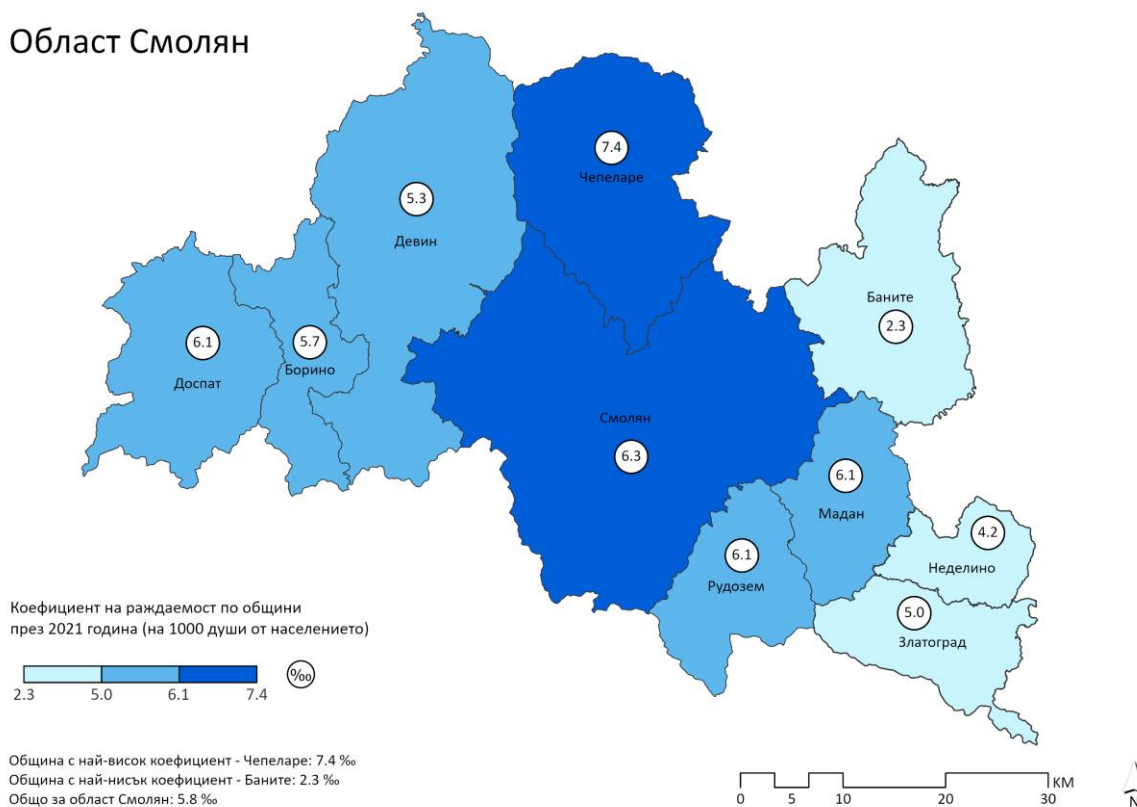 Област Смолян
7.4
Чепеларе
5.3
Девин
Баните
2.3
6.1
Доспат
5.7
Борино
Смолян
6.3
6.1
Мадан
4.2
Неделино
6.1
Рудозем
5.0
Златоград
Коефициент на раждаемост по общини
през 2021 година (на 1000 души от населението)
‰
2.3 5.0 6.1 7.4
Община с най-висок коефициент - Чепеларе: 7.4 ‰
Община с най-нисък коефициент - Баните: 2.3 ‰
Общо за област Смолян: 5.8 ‰
КМ
0 5 10 20 30
N